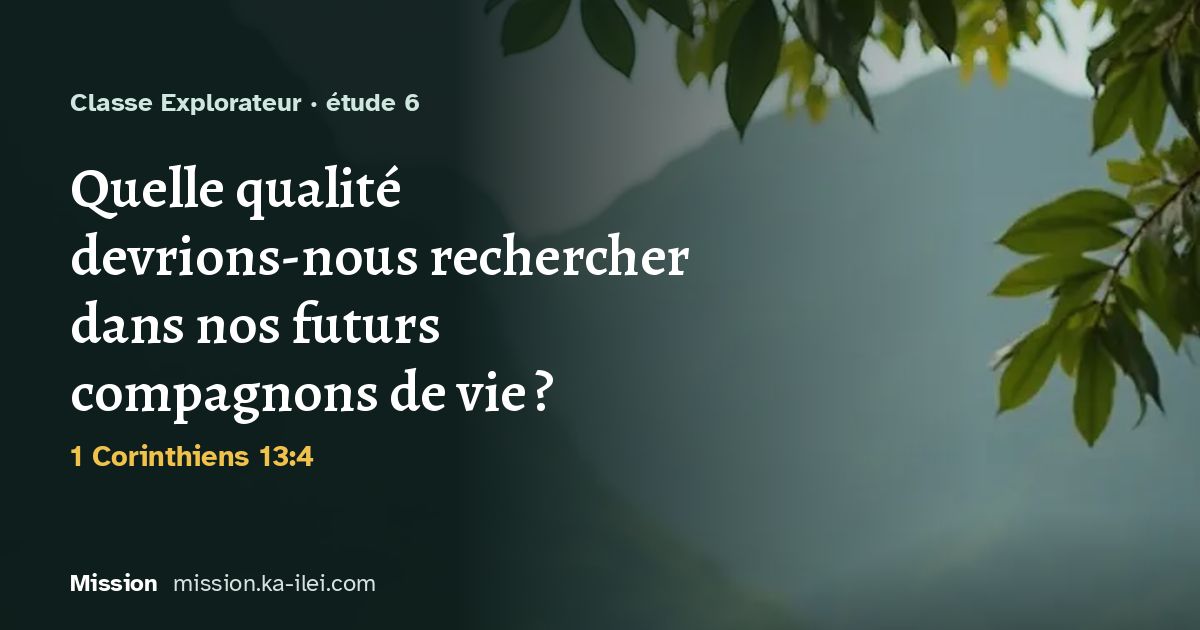 Classe Explorateur · étude 6
Quelle qualité
devrions-nous rechercher
dans nos futurs
compagnons de vie ?
1 Corinthiens 13:4
Mission mission.ka-ilei.com